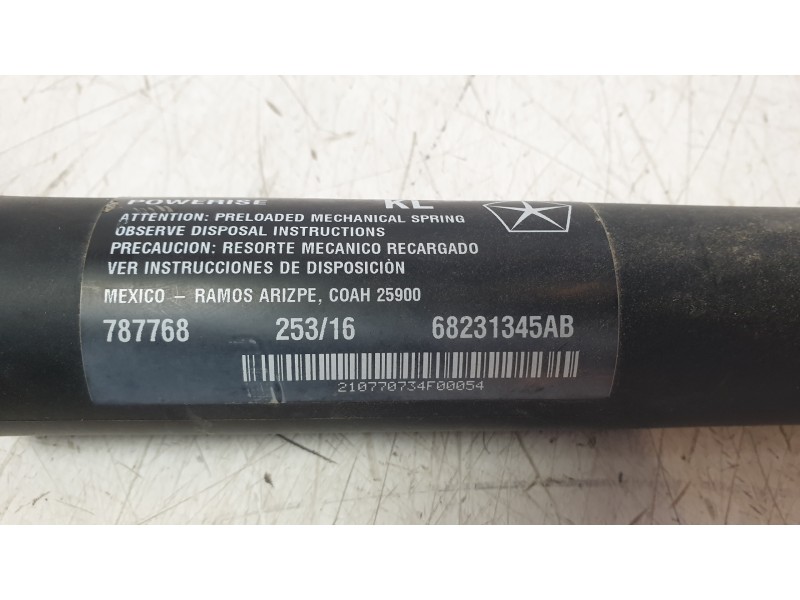 POWERISE KL
ATTENTION: PRELOADED MECHANICAL SPRING
OBSERVE DISPOSAL INSTRUCTIONS
PRECAUCION: RESORTE MECANICO RECARGADO
VER INSTRUCCIONES DE DISPOSICIÒN
MEXICO – RAMOS ARIZPE, COAH 25900
787768 253/16 68231345AB
210770734F00054